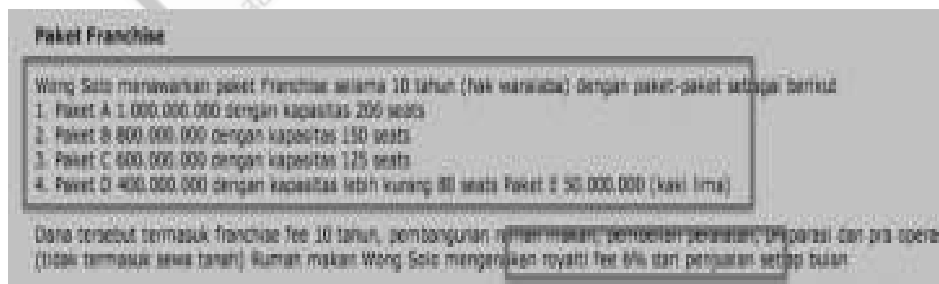 Paket Franchise
Wong Solo menawarkan paket Franchise selama 10 tahun (hak waralaba) dengan paket-paket sebagai berikut
1. Paket A 1.000.000.000 dengan kapasitas 200 seats
2. Paket B 800.000.000 dengan kapasitas 150 seats
3. Paket C 600.000.000 dengan kapasitas 125 seats
4. Paket D 400.000.000 dengan kapasitas lebih kurang 80 seats Paket E 50.000.000 (kaki lima)
Dana tersebut termasuk franchise fee 10 tahun, pembangunan rumah makan, pembelian peralatan, preparasi dan pra opera
(tidak termasuk sewa tanah) Rumah makan Wong Solo mengenakan royalti fee 6% dari penjualan setiap bulan